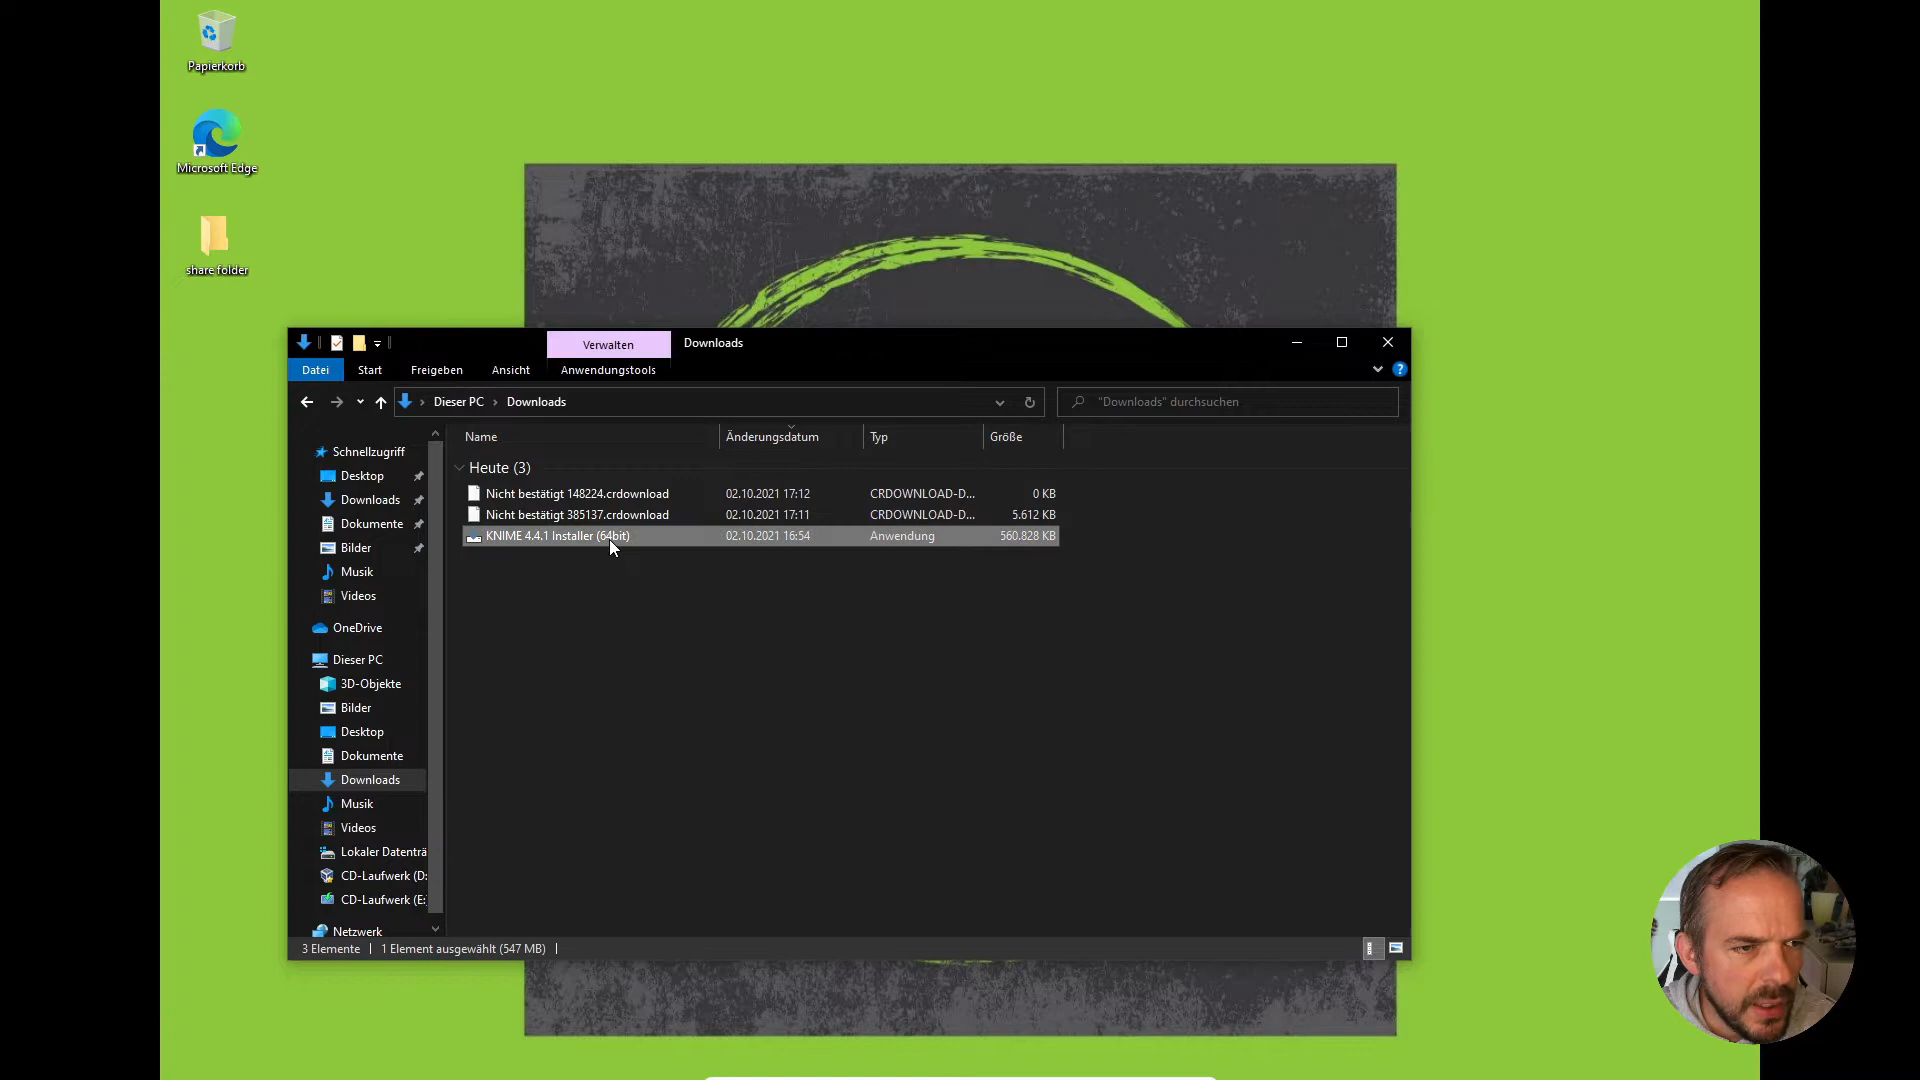 Papierkorb
Microsoft Edge
share folder
Verwalten
Downloads
Datei
Start
Freigeben
Ansicht
Anwendungstools
Dieser PC
Downloads
"Downloads" durchsuchen
Name
Änderungsdatum
Typ
Größe
Heute (3)
Nicht bestätigt 148224.crdownload 02.10.2021 17:12 CRDOWNLOAD-D... 0 KB
Nicht bestätigt 385137.crdownload 02.10.2021 17:11 CRDOWNLOAD-D... 5.612 KB
KNIME 4.4.1 Installer (64bit) 02.10.2021 16:54 Anwendung 560.828 KB
Schnellzugriff
Desktop
Downloads
Dokumente
Bilder
Musik
Videos
OneDrive
Dieser PC
3D-Objekte
Bilder
Desktop
Dokumente
Downloads
Musik
Videos
Lokaler Datenträ
CD-Laufwerk (D:
CD-Laufwerk (E:
Netzwerk
3 Elemente
1 Element ausgewählt (547 MB)